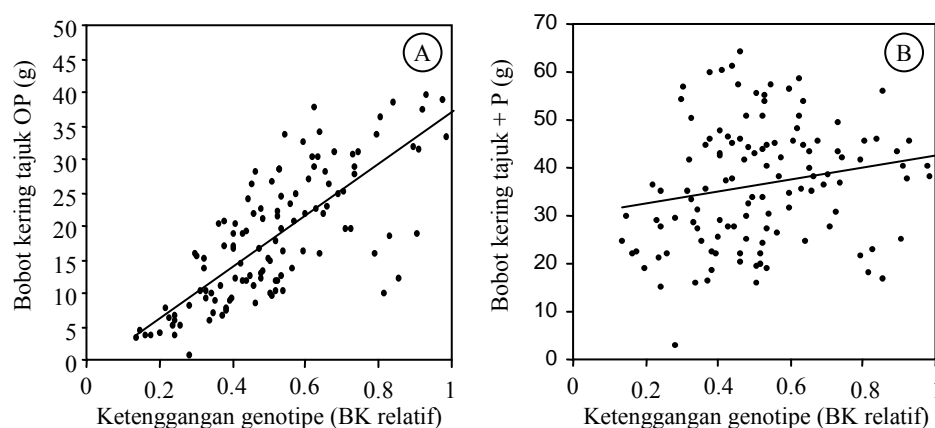 A
Bobot kering tajuk OP (g)
50
45
40
35
30
25
20
15
10
5
0
0 0.2 0.4 0.6 0.8 1
Ketenggangan genotipe (BK relatif)
B
Bobot kering tajuk + P (g)
70
60
50
40
30
20
10
0
0 0.2 0.4 0.6 0.8 1
Ketenggangan genotipe (BK relatif)